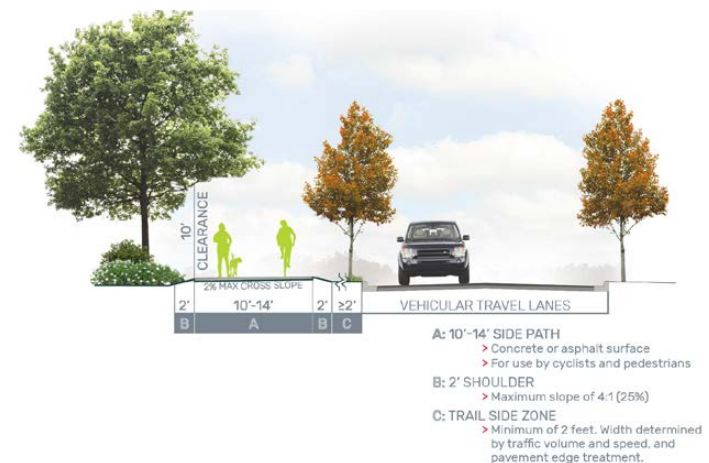 10'
CLEARANCE
2% MAX CROSS SLOPE
2' 10'-14' 2' ≥2' VEHICULAR TRAVEL LANES
B A B C
A: 10'-14' SIDE PATH
> Concrete or asphalt surface
> For use by cyclists and pedestrians
B: 2' SHOULDER
> Maximum slope of 4:1 (25%)
C: TRAIL SIDE ZONE
> Minimum of 2 feet. Width determined
by traffic volume and speed, and
pavement edge treatment.